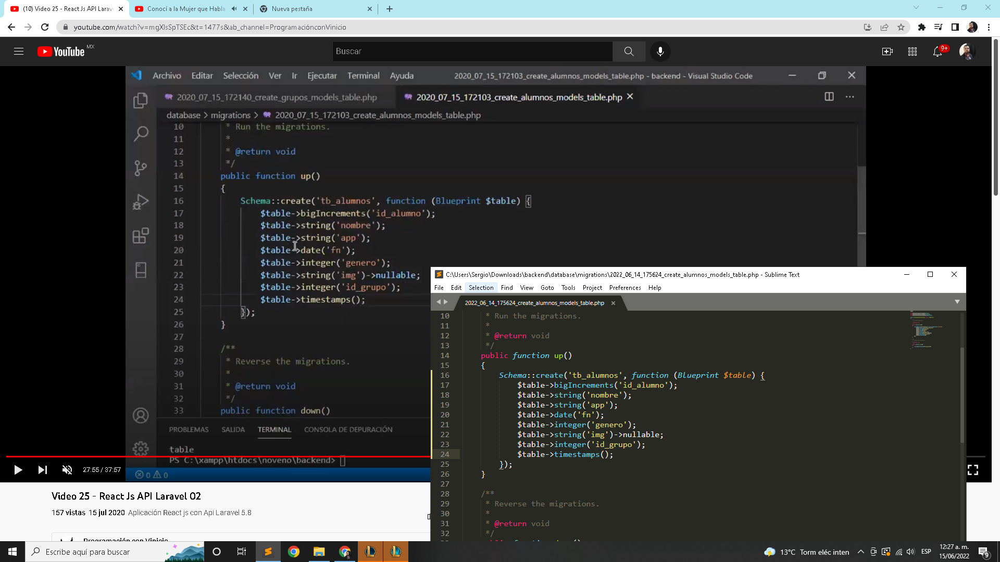 (10) Video 25 - React Js API Larav
Conocí a la Mujer que Habla
Nueva pestaña
youtube.com/watch?v=mgXlsSpTSEc&t=1477s&ab_channel=ProgramaciónconVinicio
YouTube MX
Buscar
9+
Archivo Editar Selección Ver Ir Ejecutar Terminal Ayuda
2020_07_15_172103_create_alumnos_models_table.php - backend - Visual Studio Code
2020_07_15_172140_create_grupos_models_table.php
2020_07_15_172103_create_alumnos_models_table.php
database > migrations > 2020_07_15_172103_create_alumnos_models_table.php
10 * Run the migrations.
11 *
12 * @return void
13 */
14 public function up()
15 {
16 Schema::create('tb_alumnos', function (Blueprint $table) {
17 $table->bigIncrements('id_alumno');
18 $table->string('nombre');
19 $table->string('app');
20 $table->date('fn');
21 $table->integer('genero');
22 $table->string('img')->nullable;
23 $table->integer('id_grupo');
24 $table->timestamps();
25 });
26 }
27
28 /**
29 * Reverse the migrations.
30 *
31 * @return void
32 */
33 public function down()
PROBLEMAS SALIDA TERMINAL CONSOLA DE DEPURACIÓN
table
PS C:\xampp\htdocs\noveno\backend>
0 0
27:55 / 37:57
Video 25 - React Js API Laravel 02
157 vistas 15 jul 2020 Aplicación React js con Api Laravel 5.8
Programación con Vinicio
C:\Users\Sergio\Downloads\backend\database\migrations\2022_06_14_175624_create_alumnos_models_table.php - Sublime Text
File Edit Selection Find View Goto Tools Project Preferences Help
2022_06_14_175624_create_alumnos_models_table.php
10 * Run the migrations.
11 *
12 * @return void
13 */
14 public function up()
15 {
16 Schema::create('tb_alumnos', function (Blueprint $table) {
17 $table->bigIncrements('id_alumno');
18 $table->string('nombre');
19 $table->string('app');
20 $table->date('fn');
21 $table->integer('genero');
22 $table->string('img')->nullable;
23 $table->integer('id_grupo');
24 $table->timestamps();
25 });
26 }
27
28 /**
29 * Reverse the migrations.
30 *
31 * @return void
32 */
Escribe aquí para buscar
13°C Torm eléc inten
ESP
12:27 a. m.
15/06/2022
9